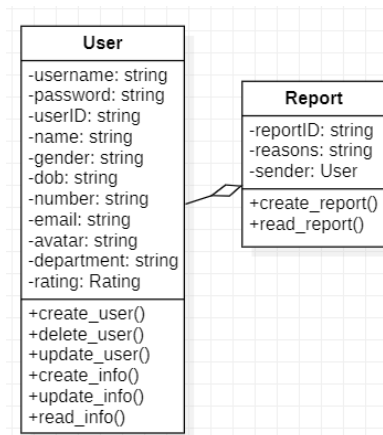 User
-username: string
-password: string
-userID: string
-name: string
-gender: string
-dob: string
-number: string
-email: string
-avatar: string
-department: string
-rating: Rating
+create_user()
+delete_user()
+update_user()
+create_info()
+update_info()
+read_info()
Report
-reportID: string
-reasons: string
-sender: User
+create_report()
+read_report()